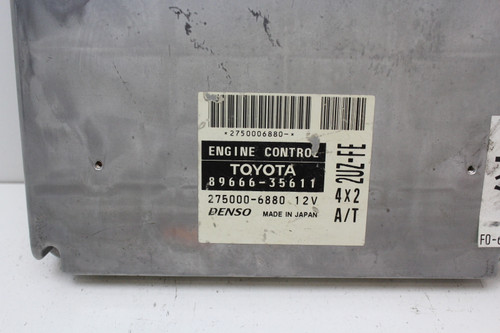 *2750006880-*
ENGINE CONTROL
TOYOTA
89666-35611
275000-6880 12V
DENSO MADE IN JAPAN
2UZ-FE
4X2
A/T